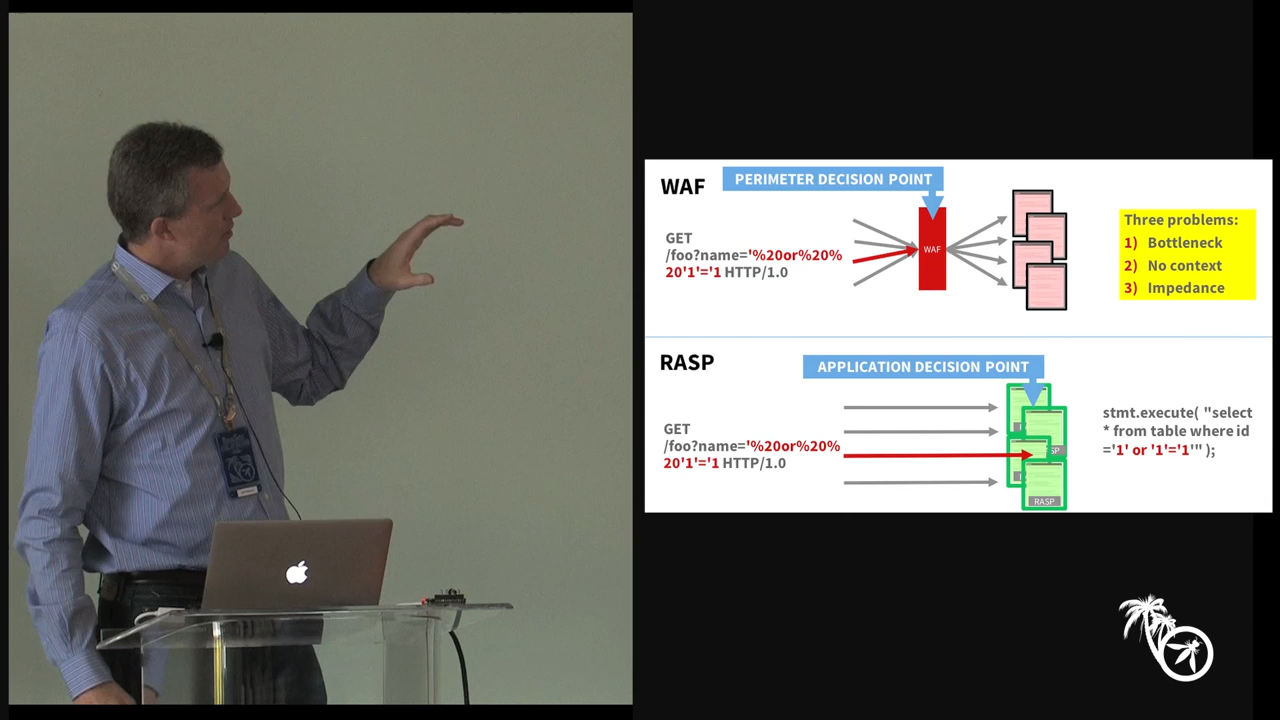 WAF
PERIMETER DECISION POINT
GET
/foo?name='%20or%20%
20'1'='1 HTTP/1.0
WAF
Three problems:
1) Bottleneck
2) No context
3) Impedance
RASP
APPLICATION DECISION POINT
GET
/foo?name='%20or%20%
20'1'='1 HTTP/1.0
SP
RASP
stmt.execute( "select
* from table where id
='1' or '1'='1'" );